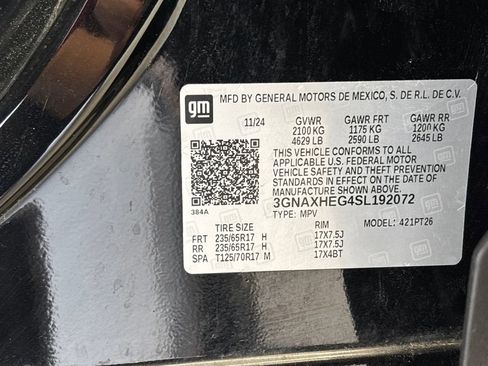 gm
MFD BY GENERAL MOTORS DE MEXICO, S. DE R.L. DE C.V.
11/24 GVWR GAWR FRT GAWR RR
2100 KG 1175 KG 1200 KG
4629 LB 2590 LB 2645 LB
THIS VEHICLE CONFORMS TO ALL
APPLICABLE U.S. FEDERAL MOTOR
VEHICLE SAFETY, BUMPER, AND THEFT
PREVENTION STANDARDS IN EFFECT ON
THE DATE OF MANUFACTURE SHOWN ABOVE.
3GNAXHEG4SL192072
384A TYPE: MPV MODEL: 421PT26
TIRE SIZE RIM
FRT 235/65R17 H 17X7.5J
RR 235/65R17 H 17X7.5J
SPA T125/70R17 M 17X4BT